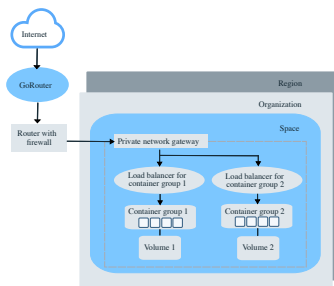 Internet
GoRouter
Region
Organization
Router with
firewall
Space
Private network gateway
Load balancer for
container group 1
Load balancer for
container group 2
Container group 1
Container group 2
Volume 1
Volume 2